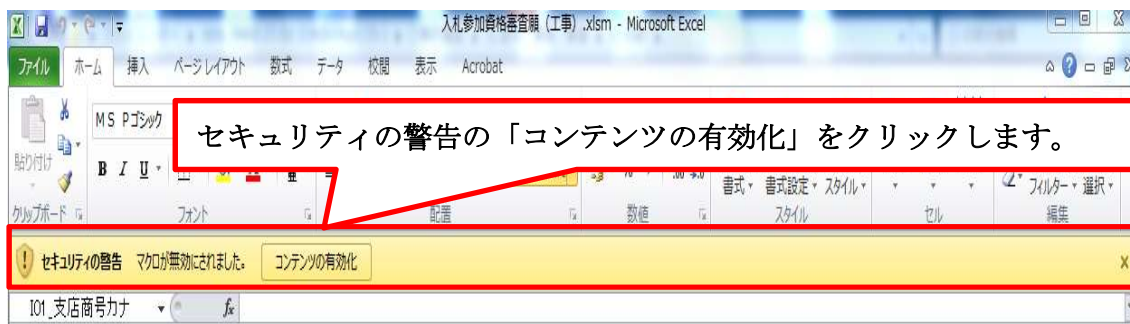 入札参加資格審査願（工事）.xlsm - Microsoft Excel
ファイル ホーム 挿入 ページレイアウト 数式 データ 校閲 表示 Acrobat
ＭＳ Ｐゴシック
セキュリティの警告の「コンテンツの有効化」をクリックします。
貼り付け
B I U
書式 書式設定 スタイル
フィルター 選択
クリップボード フォント 配置 数値 スタイル セル 編集
セキュリティの警告 マクロが無効にされました。 コンテンツの有効化
I01_支店商号カナ fx